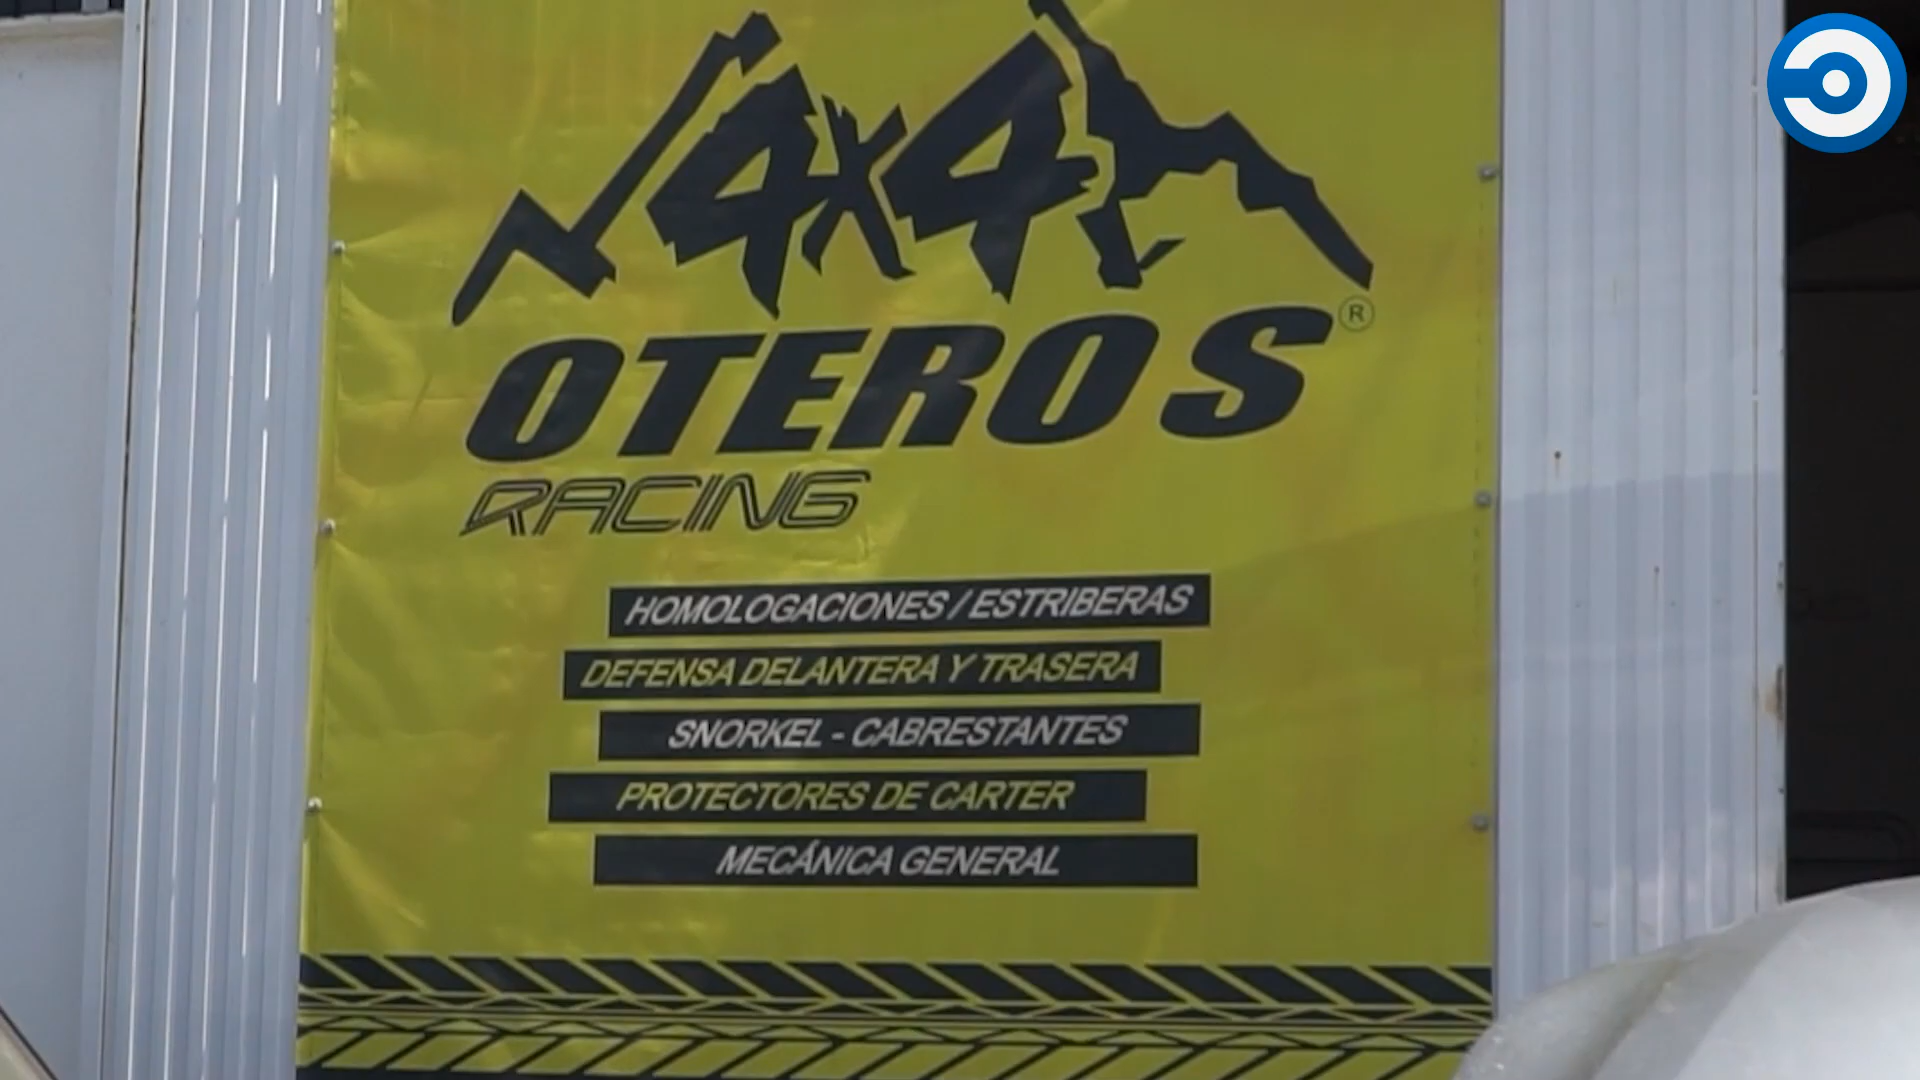 4x4
OTEROS ®
RACING
HOMOLOGACIONES / ESTRIBERAS
DEFENSA DELANTERA Y TRASERA
SNORKEL - CABRESTANTES
PROTECTORES DE CARTER
MECÁNICA GENERAL